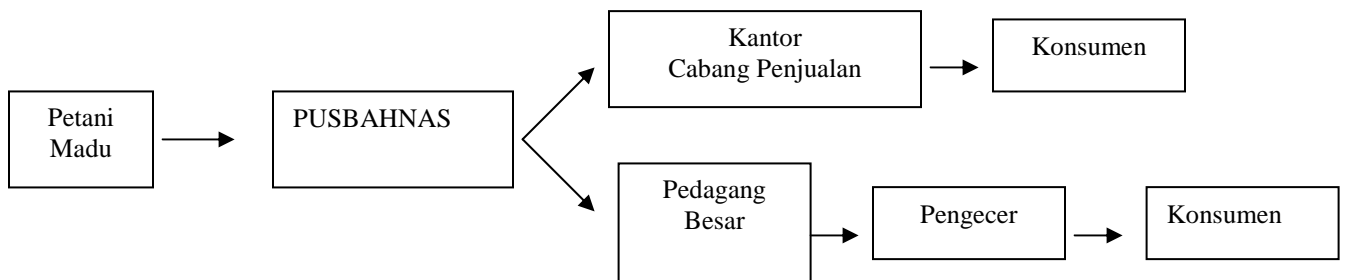 Petani
Madu
PUSBAHNAS
Kantor
Cabang Penjualan
Konsumen
Pedagang
Besar
Pengecer
Konsumen